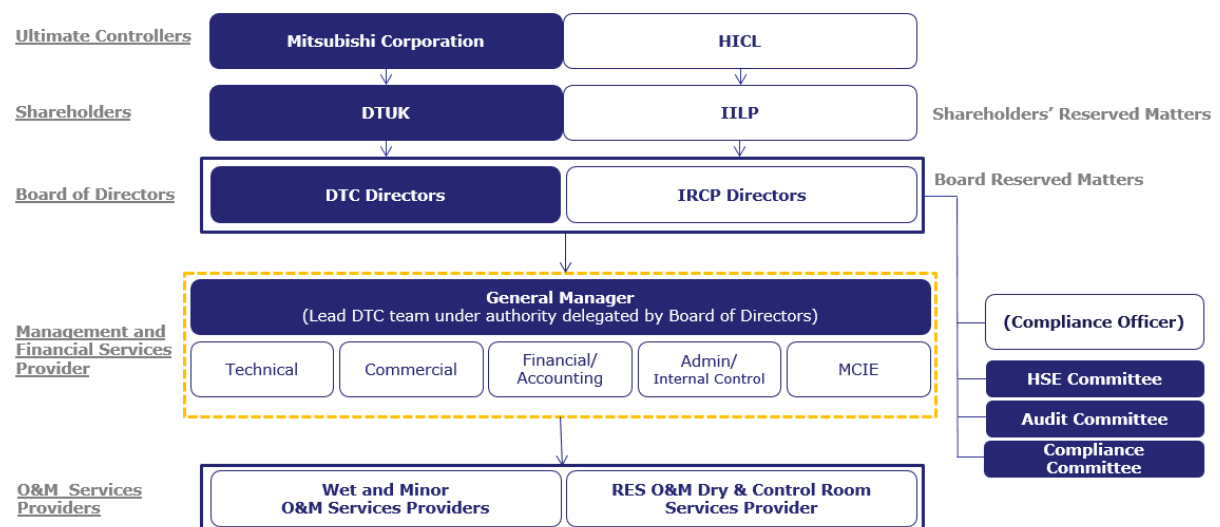 Ultimate Controllers
Mitsubishi Corporation
HICL
Shareholders
DTUK
IILP
Shareholders' Reserved Matters
Board of Directors
DTC Directors
IRCP Directors
Board Reserved Matters
Management and
Financial Services
Provider
General Manager
(Lead DTC team under authority delegated by Board of Directors)
Technical
Commercial
Financial/
Accounting
Admin/
Internal Control
MCIE
(Compliance Officer)
HSE Committee
Audit Committee
Compliance
Committee
O&M Services
Providers
Wet and Minor
O&M Services Providers
RES O&M Dry & Control Room
Services Provider